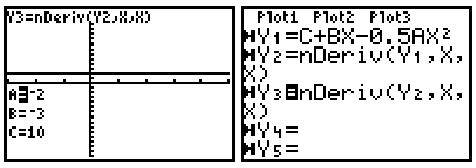 Y3=nDeriv(Y2,X,X)
A=-2
B=-3
C=10
Plot1 Plot2 Plot3
Y1=C+BX-0.5AX²
Y2=nDeriv(Y1,X,
X)
Y3=nDeriv(Y2,X,
X)
Y4=
Y5=